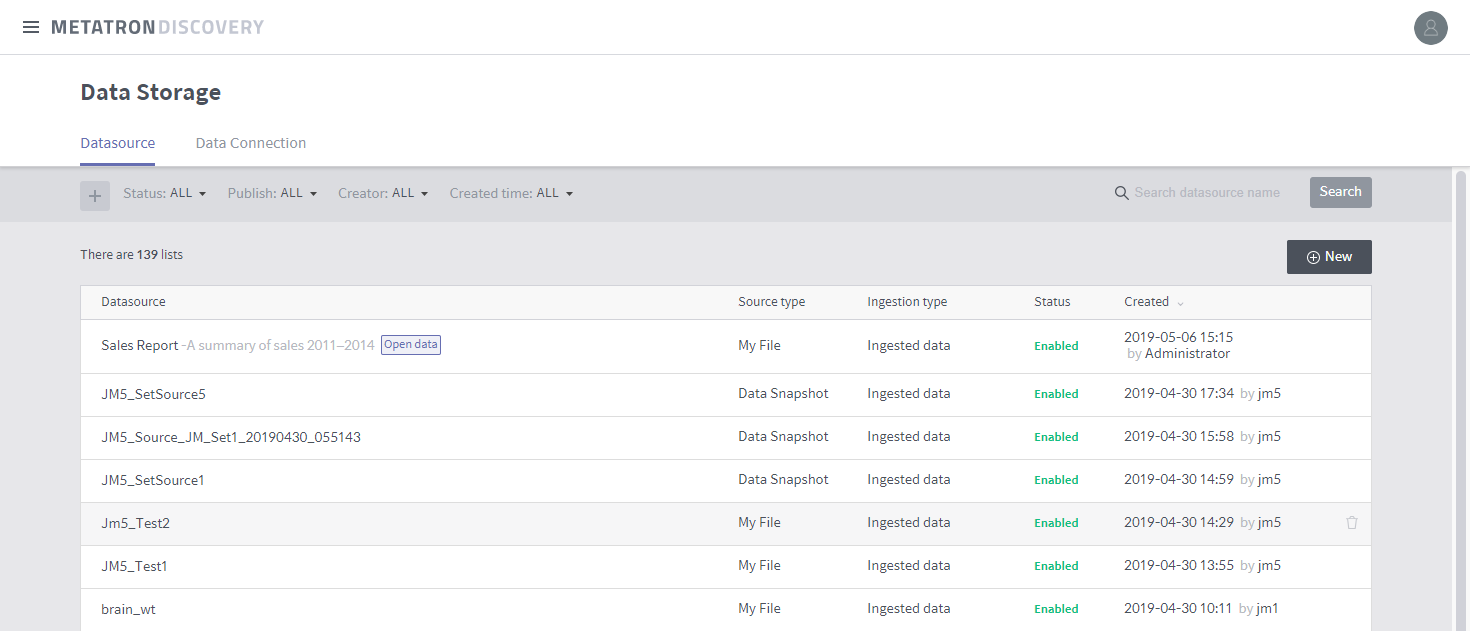 METATRON DISCOVERY
Data Storage
Datasource Data Connection
+ Status: ALL Publish: ALL Creator: ALL Created time: ALL Search datasource name Search
There are 139 lists New
Datasource Source type Ingestion type Status Created
Sales Report -A summary of sales 2011–2014 Open data My File Ingested data Enabled 2019-05-06 15:15
by Administrator
JM5_SetSource5 Data Snapshot Ingested data Enabled 2019-04-30 17:34 by jm5
JM5_Source_JM_Set1_20190430_055143 Data Snapshot Ingested data Enabled 2019-04-30 15:58 by jm5
JM5_SetSource1 Data Snapshot Ingested data Enabled 2019-04-30 14:59 by jm5
Jm5_Test2 My File Ingested data Enabled 2019-04-30 14:29 by jm5
JM5_Test1 My File Ingested data Enabled 2019-04-30 13:55 by jm5
brain_wt My File Ingested data Enabled 2019-04-30 10:11 by jm1